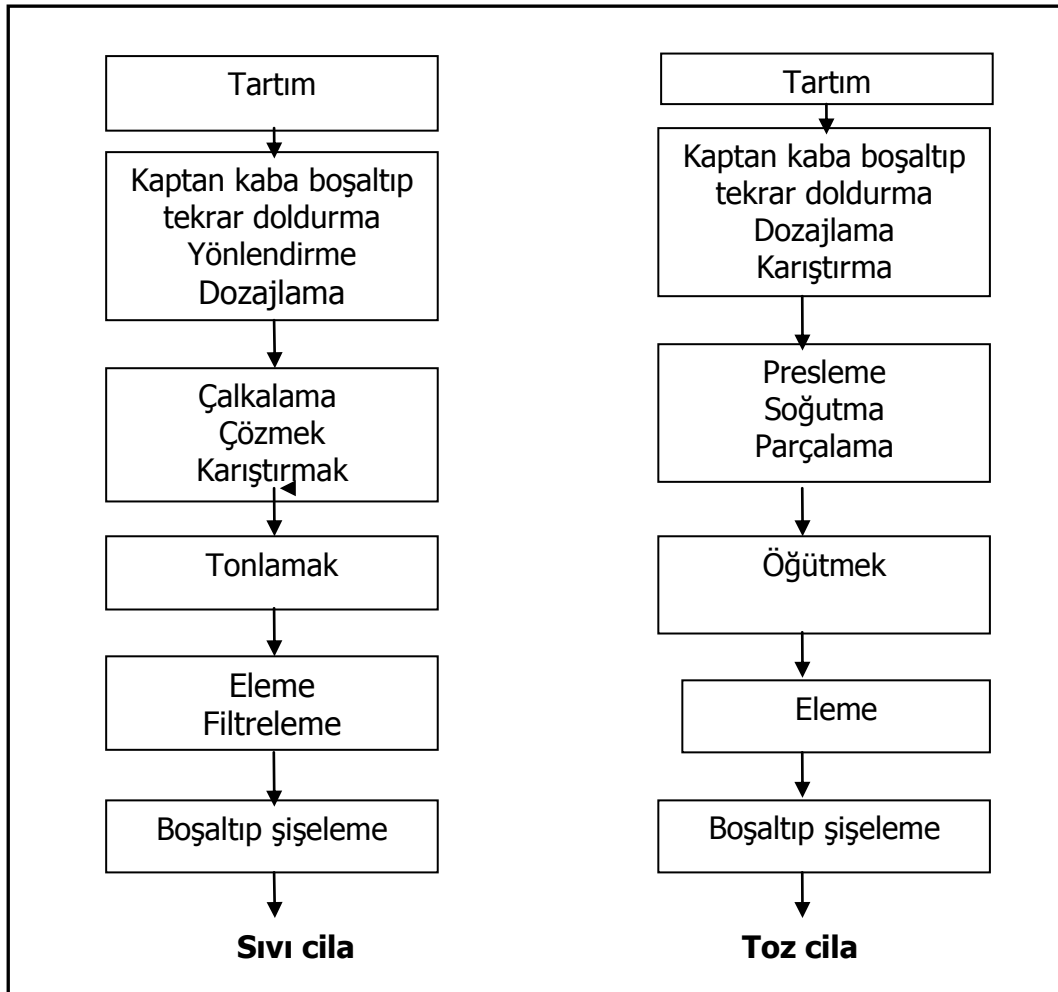 Tartım
Kaptan kaba boşaltıp
tekrar doldurma
Yönlendirme
Dozajlama
Çalkalama
Çözmek
Karıştırmak
Tonlamak
Eleme
Filtreleme
Boşaltıp şişeleme
Sıvı cila
Tartım
Kaptan kaba boşaltıp
tekrar doldurma
Dozajlama
Karıştırma
Presleme
Soğutma
Parçalama
Öğütmek
Eleme
Boşaltıp şişeleme
Toz cila